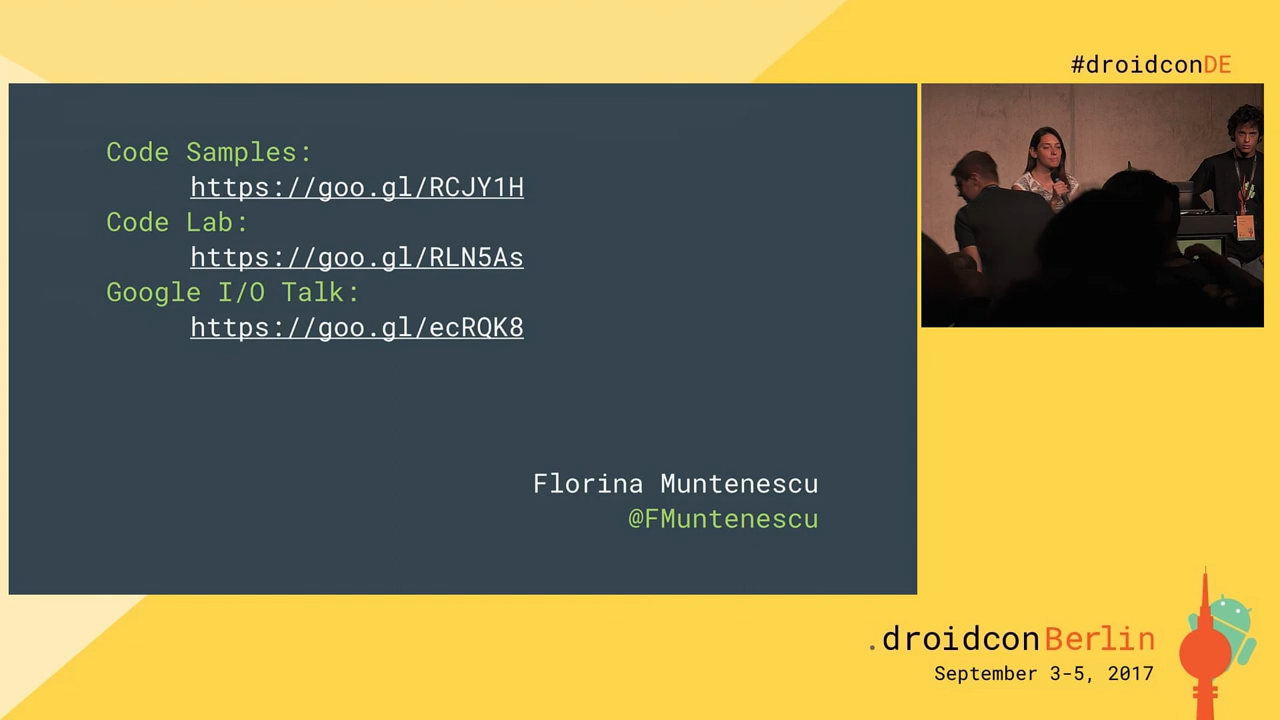 #droidconDE
Code Samples:
https://goo.gl/RCJY1H
Code Lab:
https://goo.gl/RLN5As
Google I/O Talk:
https://goo.gl/ecRQK8
Florina Muntenescu
@FMuntenescu
.droidconBerlin
September 3-5, 2017